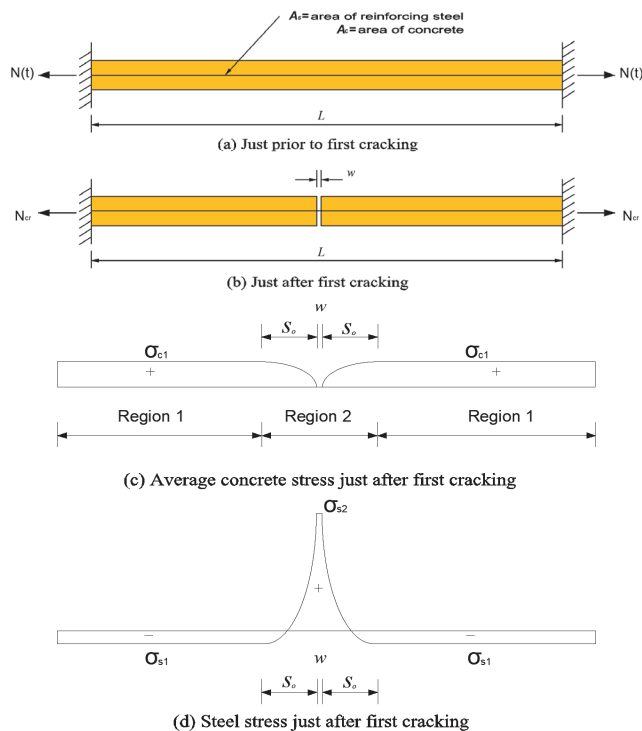 Aₛ=area of reinforcing steel
A꜀=area of concrete
N(t)
N(t)
L
(a) Just prior to first cracking
w
Ncr
Ncr
L
(b) Just after first cracking
w
Sₒ
Sₒ
σc1
+
σc1
+
Region 1
Region 2
Region 1
(c) Average concrete stress just after first cracking
σs2
+
−
−
σs1
w
σs1
Sₒ
Sₒ
(d) Steel stress just after first cracking